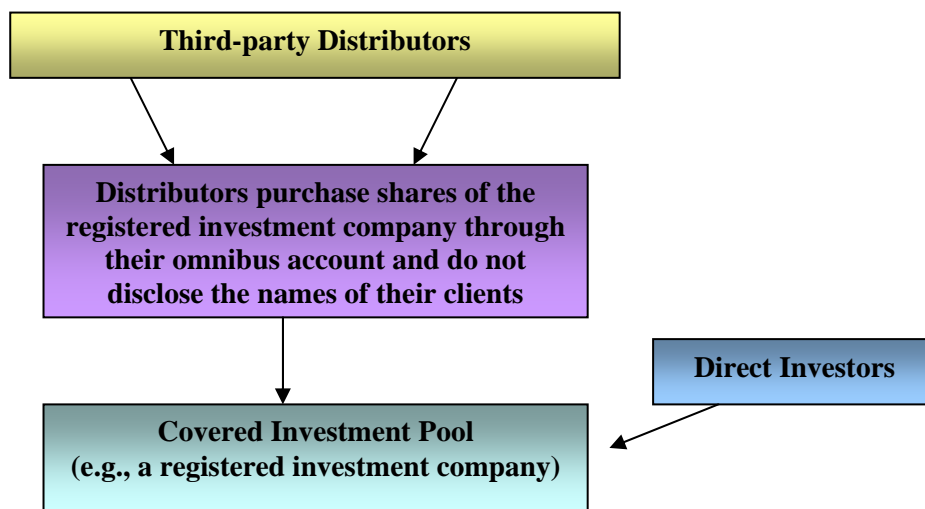 Third-party Distributors
Distributors purchase shares of the
registered investment company through
their omnibus account and do not
disclose the names of their clients
Direct Investors
Covered Investment Pool
(e.g., a registered investment company)